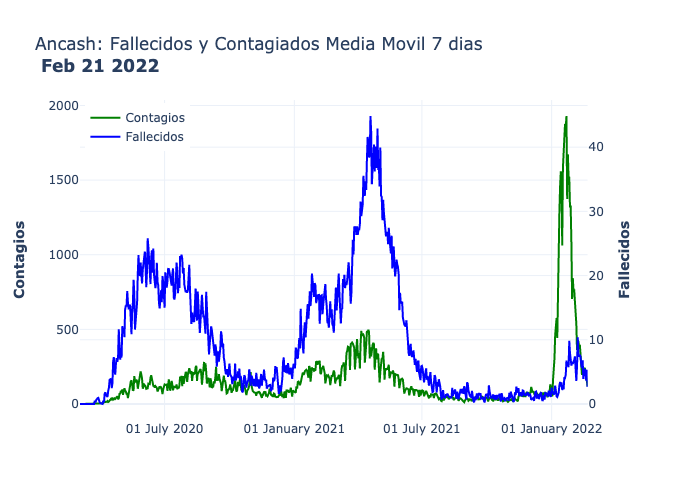 Ancash: Fallecidos y Contagiados Media Movil 7 dias
Feb 21 2022
Contagios
Fallecidos
2000
1500
1000
500
0
40
30
20
10
0
Contagios
Fallecidos
01 July 2020
01 January 2021
01 July 2021
01 January 2022